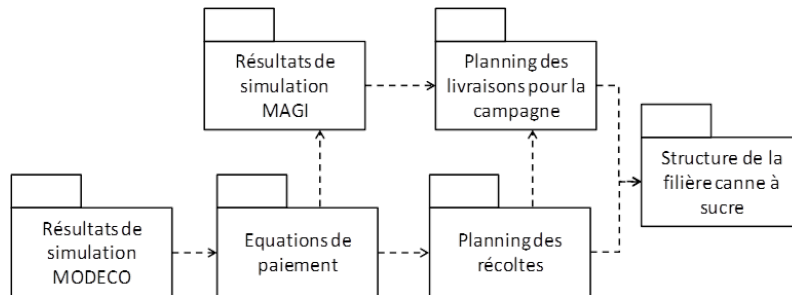 Résultats de
simulation
MAGI
Planning des
livraisons pour la
campagne
Structure de la
filière canne à
sucre
Résultats de
simulation
MODECO
Equations de
paiement
Planning des
récoltes